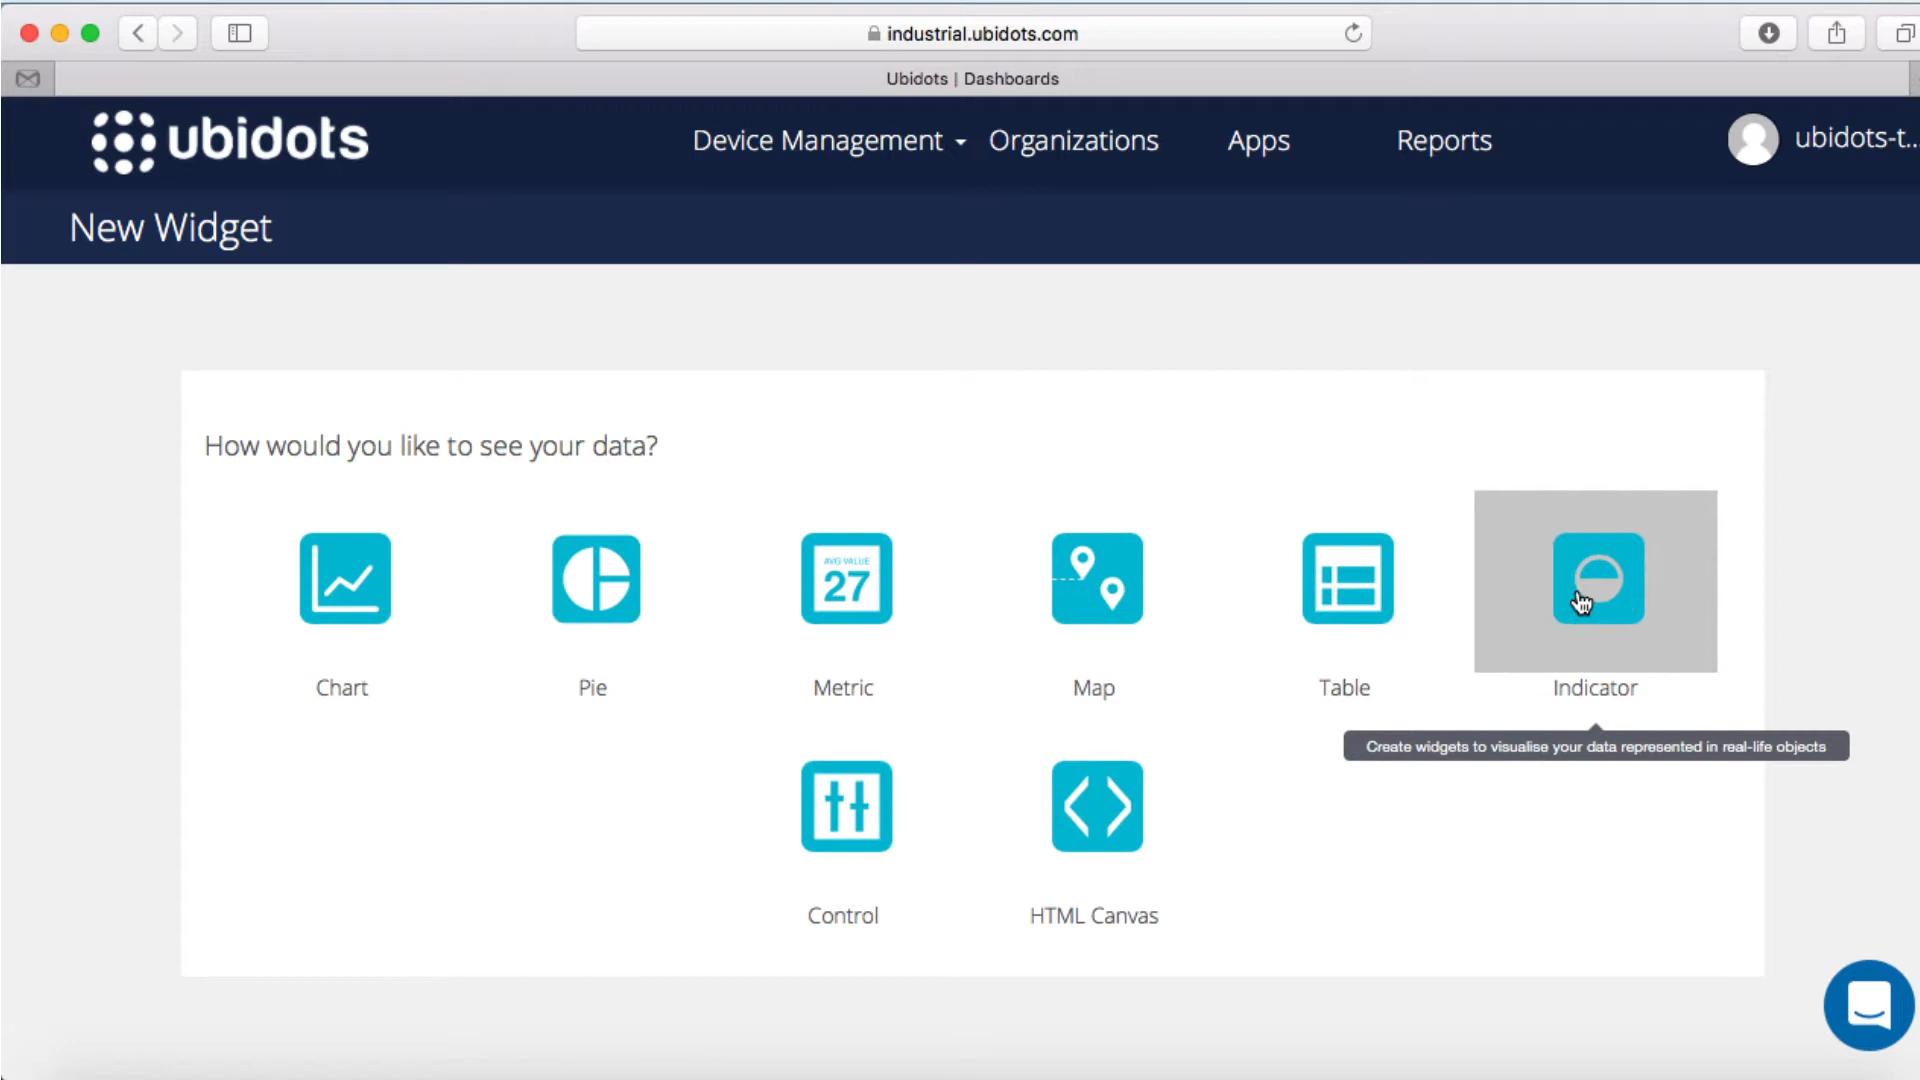 industrial.ubidots.com
Ubidots | Dashboards
ubidots
Device Management
Organizations
Apps
Reports
ubidots-t...
New Widget
How would you like to see your data?
AVG VALUE
27
Chart
Pie
Metric
Map
Table
Indicator
Create widgets to visualise your data represented in real-life objects
Control
HTML Canvas